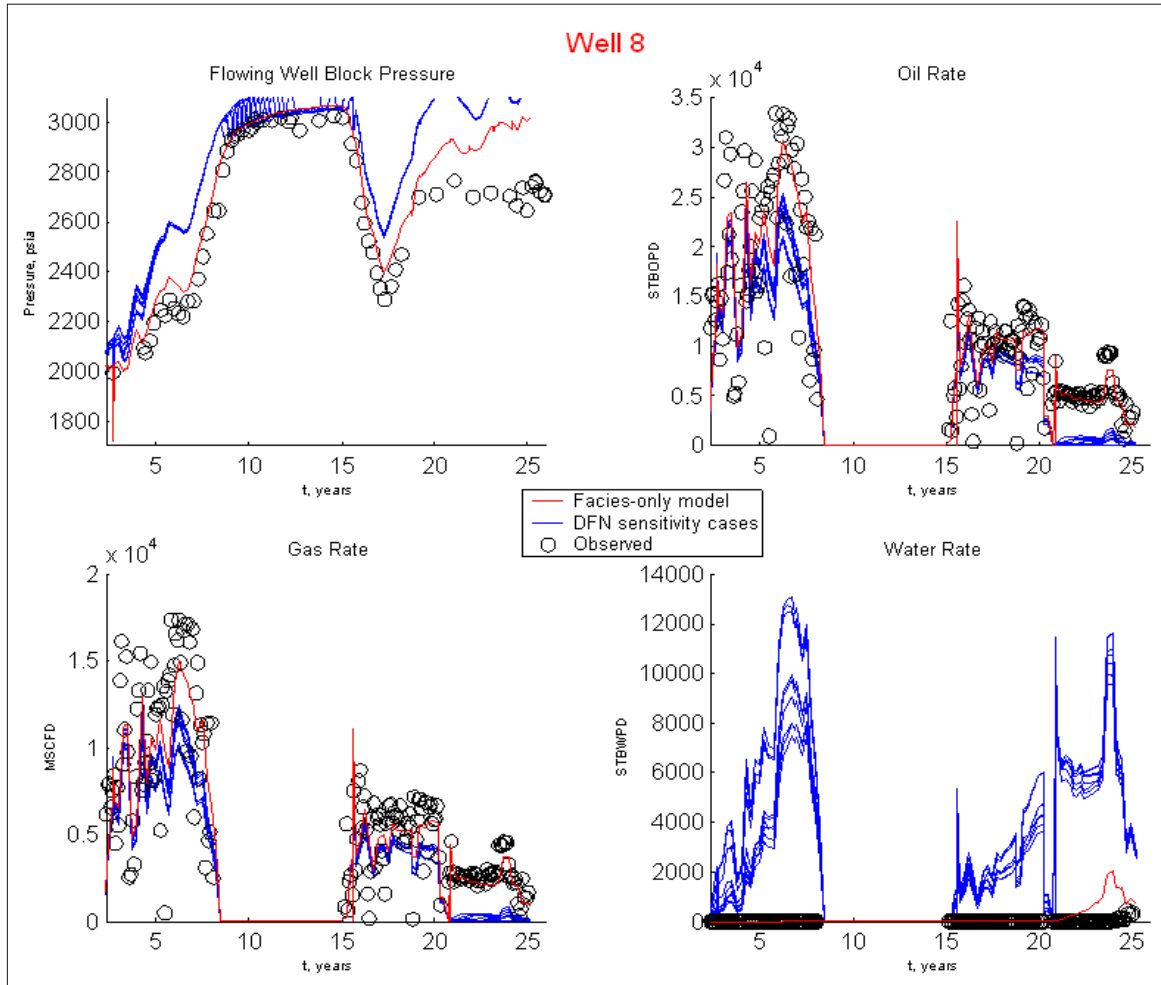 Well 8
Flowing Well Block Pressure
Pressure, psia
3000
2800
2600
2400
2200
2000
1800
5 10 15 20 25
t, years
Oil Rate
x 10^4
STBOPD
3.5
3
2.5
2
1.5
1
0.5
0
5 10 15 20 25
t, years
Facies-only model
DFN sensitivity cases
Observed
Gas Rate
x 10^4
MSCFD
2
1.5
1
0.5
0
5 10 15 20 25
t, years
Water Rate
STBWPD
14000
12000
10000
8000
6000
4000
2000
0
5 10 15 20 25
t, years